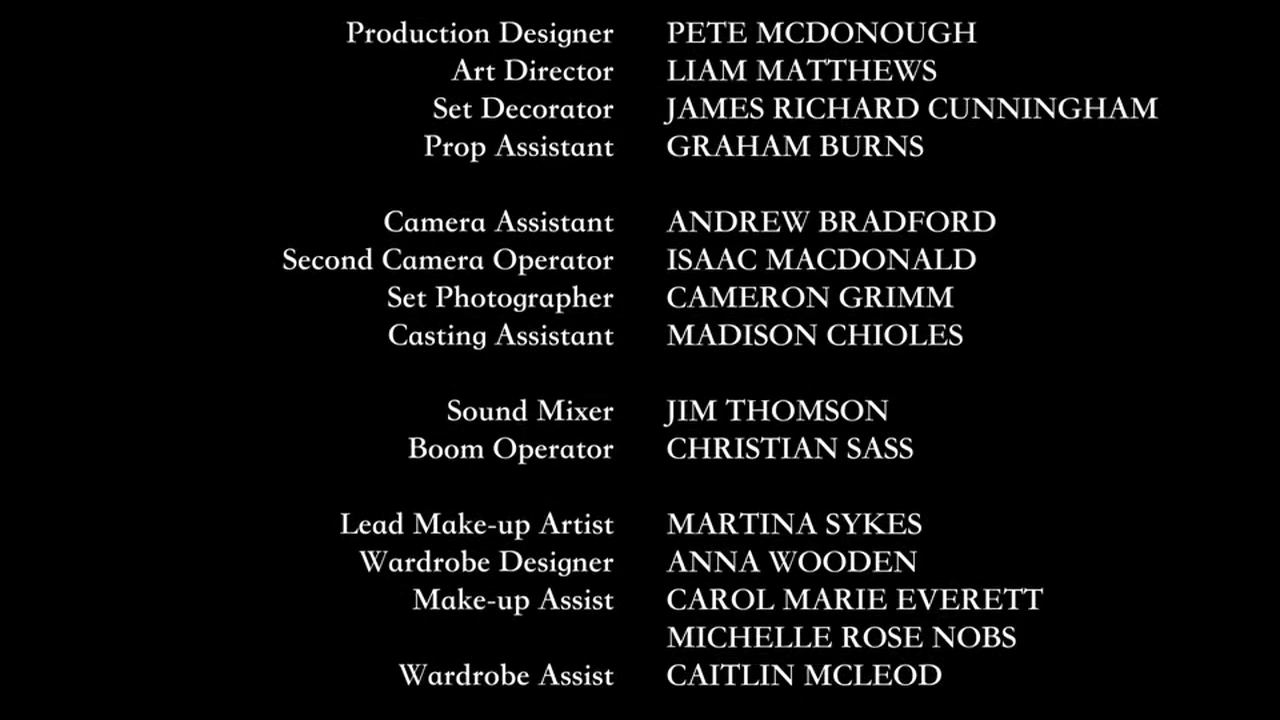 Production Designer PETE MCDONOUGH
Art Director LIAM MATTHEWS
Set Decorator JAMES RICHARD CUNNINGHAM
Prop Assistant GRAHAM BURNS
Camera Assistant ANDREW BRADFORD
Second Camera Operator ISAAC MACDONALD
Set Photographer CAMERON GRIMM
Casting Assistant MADISON CHIOLES
Sound Mixer JIM THOMSON
Boom Operator CHRISTIAN SASS
Lead Make-up Artist MARTINA SYKES
Wardrobe Designer ANNA WOODEN
Make-up Assist CAROL MARIE EVERETT
MICHELLE ROSE NOBS
Wardrobe Assist CAITLIN MCLEOD